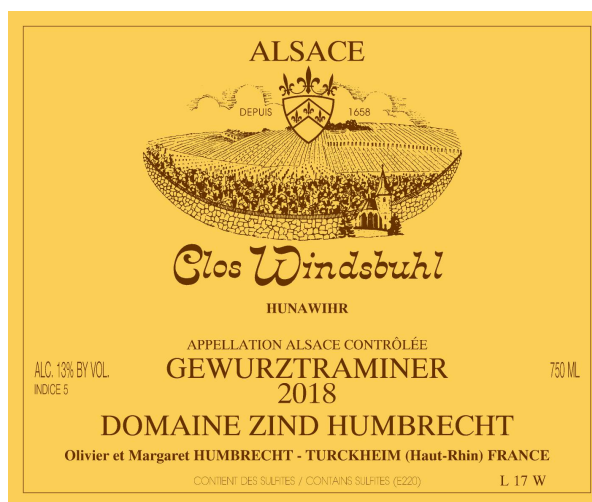 ALSACE
DEPUIS 1658
Clos Windsbuhl
HUNAWIHR
APPELLATION ALSACE CONTRÔLÉE
ALC. 13% BY VOL. GEWURZTRAMINER 750 ML
INDICE 5 2018
DOMAINE ZIND HUMBRECHT
Olivier et Margaret HUMBRECHT - TURCKHEIM (Haut-Rhin) FRANCE
CONTIENT DES SULFITES / CONTAINS SULFITES (E220) L 17 W